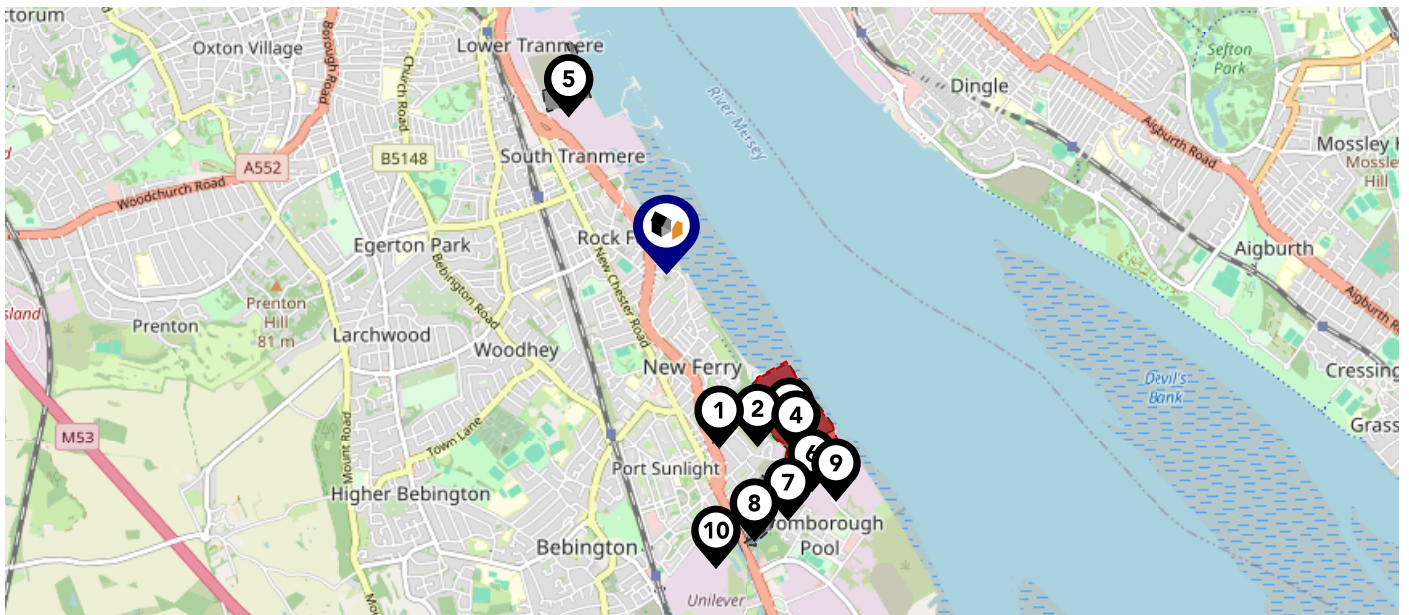 ctorum
Oxton Village
Borough Road
Church Road
Lower Tranmere
5
River Mersey
Dingle
Sefton
Park
Aigburth Road
Mossley
Mossle
Hill
A552
B5148
Woodchurch Road
South Tranmere
Egerton Park
Rock F
New Chester Road
Bebington Road
Aigburth
Aigburth R
Prenton
Prenton
Hill
81 m
sland
Larchwood
Woodhey
New Ferry
Cressing
Devil's
Bank
Grass
1
2
4
M53
Mount Road
Town Lane
Port Sunlight
6
9
7
8
Higher Bebington
10
omborough
Pool
Bebington
Unilever
Mo